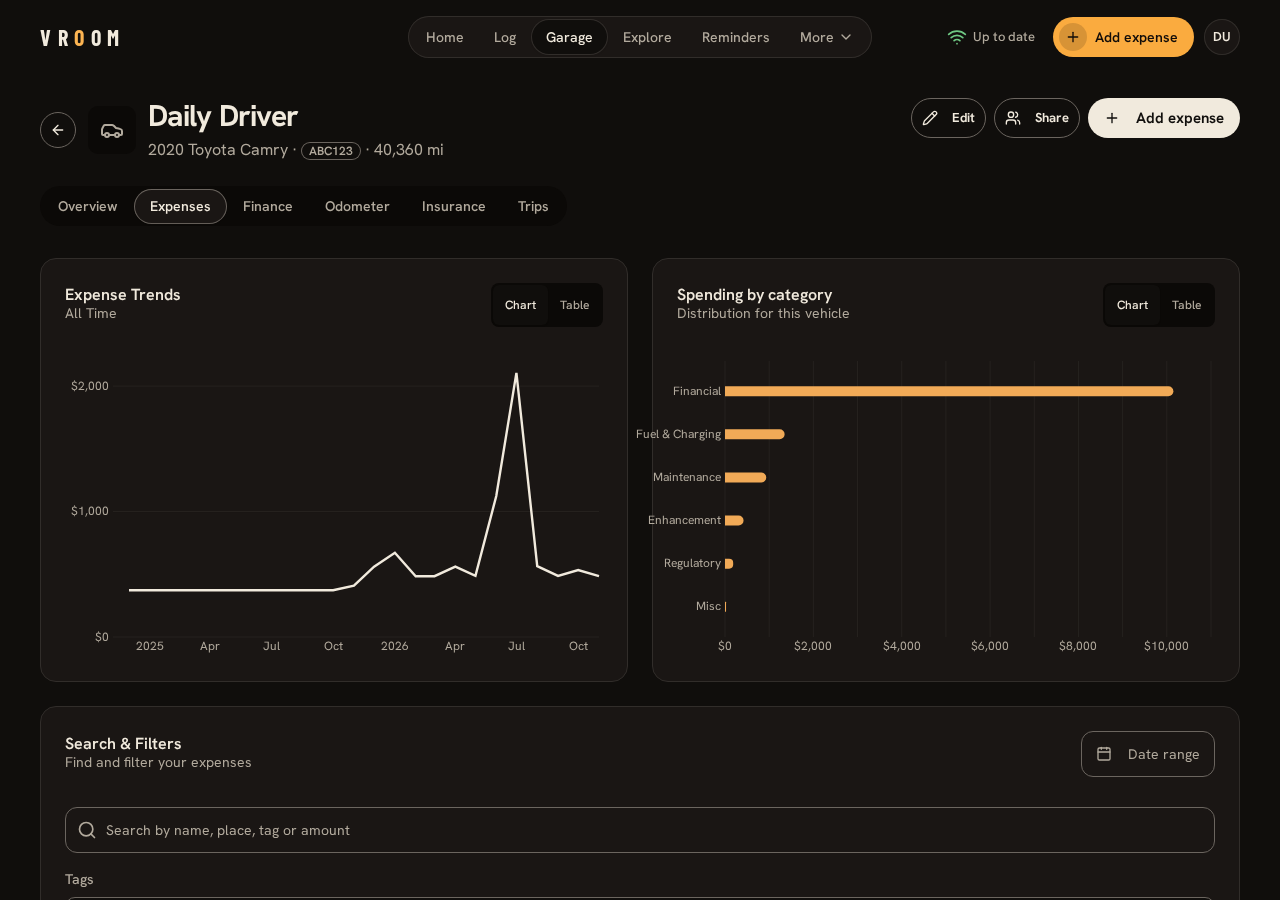 VROOM
Home
Log
Garage
Explore
Reminders
More
Up to date
Add expense
DU
Daily Driver
2020 Toyota Camry · ABC123 · 40,360 mi
Edit
Share
Add expense
Overview
Expenses
Finance
Odometer
Insurance
Trips
Expense Trends
All Time
Chart
Table
$2,000
$1,000
$0
2025
Apr
Jul
Oct
2026
Apr
Jul
Oct
Spending by category
Distribution for this vehicle
Chart
Table
Financial
Fuel & Charging
Maintenance
Enhancement
Regulatory
Misc
$0
$2,000
$4,000
$6,000
$8,000
$10,000
Search & Filters
Find and filter your expenses
Date range
Search by name, place, tag or amount
Tags